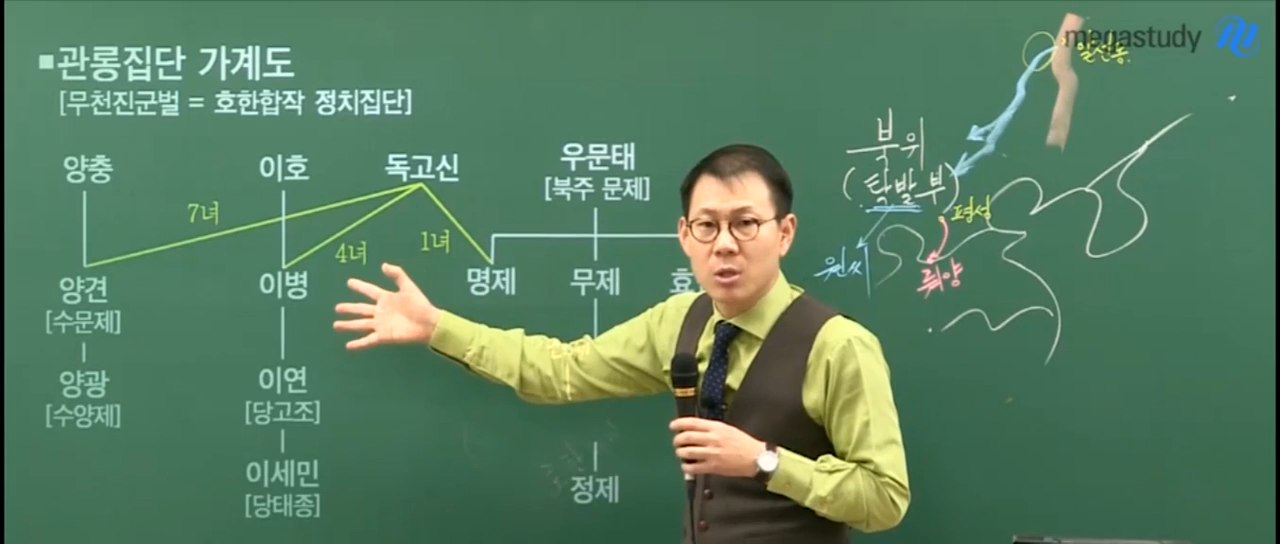 ■관롱집단 가계도
[무천진군벌 = 호한합작 정치집단]
양충
이호
독고신
우문태
[북주 문제]
7녀
4녀
1녀
양견
[수문제]
이병
명제
무제
효
양광
[수양제]
이연
[당고조]
이세민
[당태종]
정제
megastudy
북위
(탁발부)
평성
원씨
뤄양